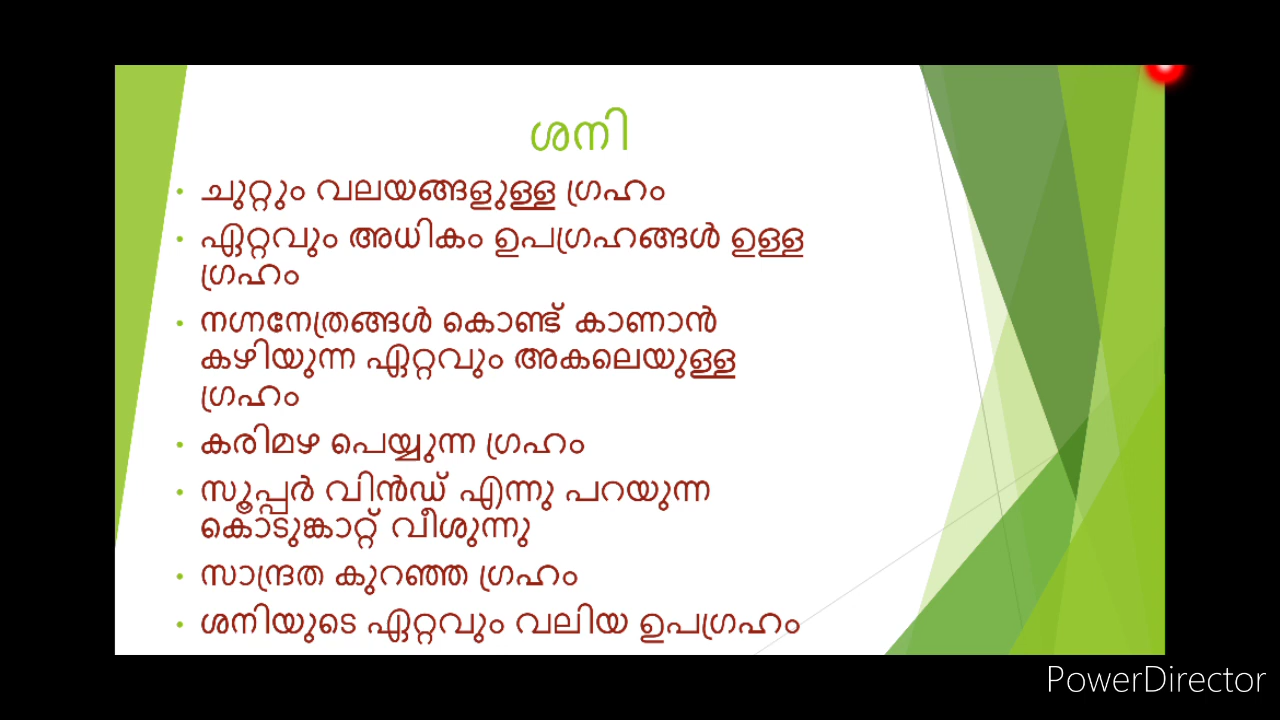 ശനി
• ചുറ്റും വലയങ്ങളുള്ള ഗ്രഹം
• ഏറ്റവും അധികം ഉപഗ്രഹങ്ങൾ ഉള്ള
ഗ്രഹം
• നഗ്നനേത്രങ്ങൾ കൊണ്ട് കാണാൻ
കഴിയുന്ന ഏറ്റവും അകലെയുള്ള
ഗ്രഹം
• കരിമഴ പെയ്യുന്ന ഗ്രഹം
• സൂപ്പർ വിൻഡ് എന്നു പറയുന്ന
കൊടുങ്കാറ്റ് വീശുന്നു
• സാന്ദ്രത കുറഞ്ഞ ഗ്രഹം
• ശനിയുടെ ഏറ്റവും വലിയ ഉപഗ്രഹം
PowerDirector